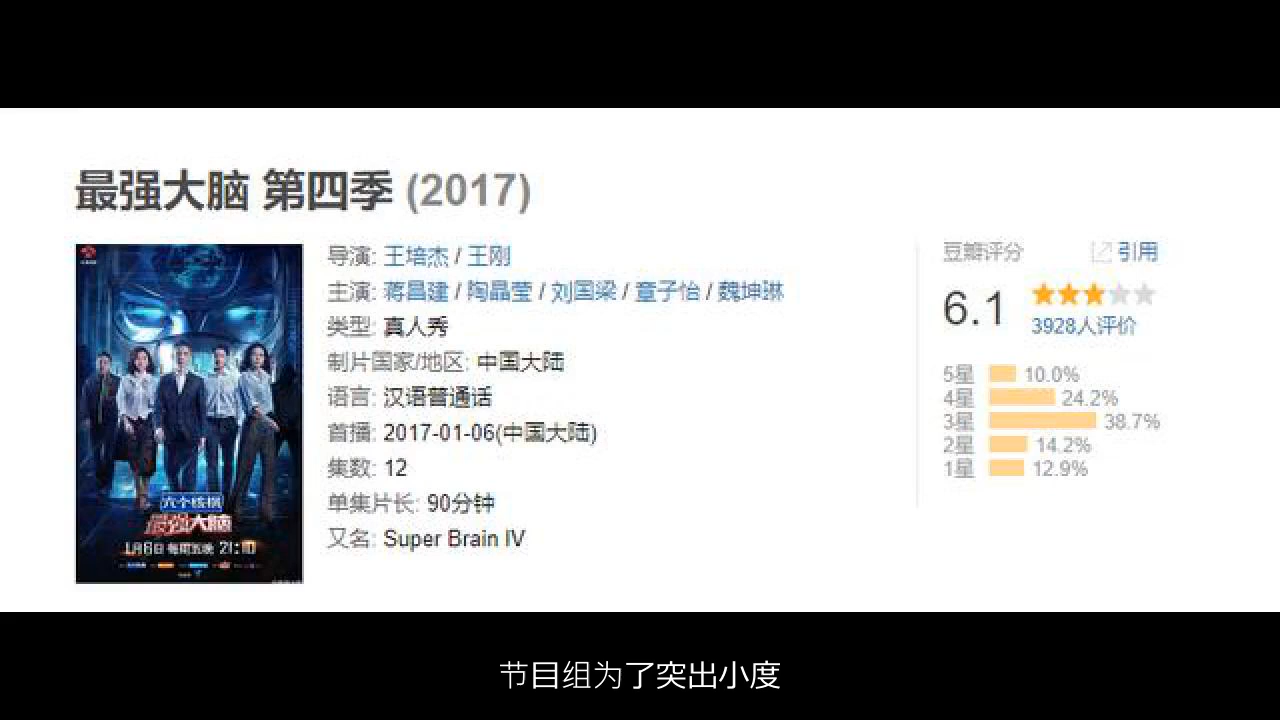 最强大脑 第四季 (2017)
导演: 王培杰 / 王刚
主演: 蒋昌建 / 陶晶莹 / 刘国梁 / 章子怡 / 魏坤琳
类型: 真人秀
制片国家/地区: 中国大陆
语言: 汉语普通话
首播: 2017-01-06(中国大陆)
集数: 12
单集片长: 90分钟
又名: Super Brain IV
豆瓣评分
引用
6.1
3928人评价
5星 10.0%
4星 24.2%
3星 38.7%
2星 14.2%
1星 12.9%
六个核桃
最强大脑
1月6日 每周五晚 21:10
节目组为了突出小度